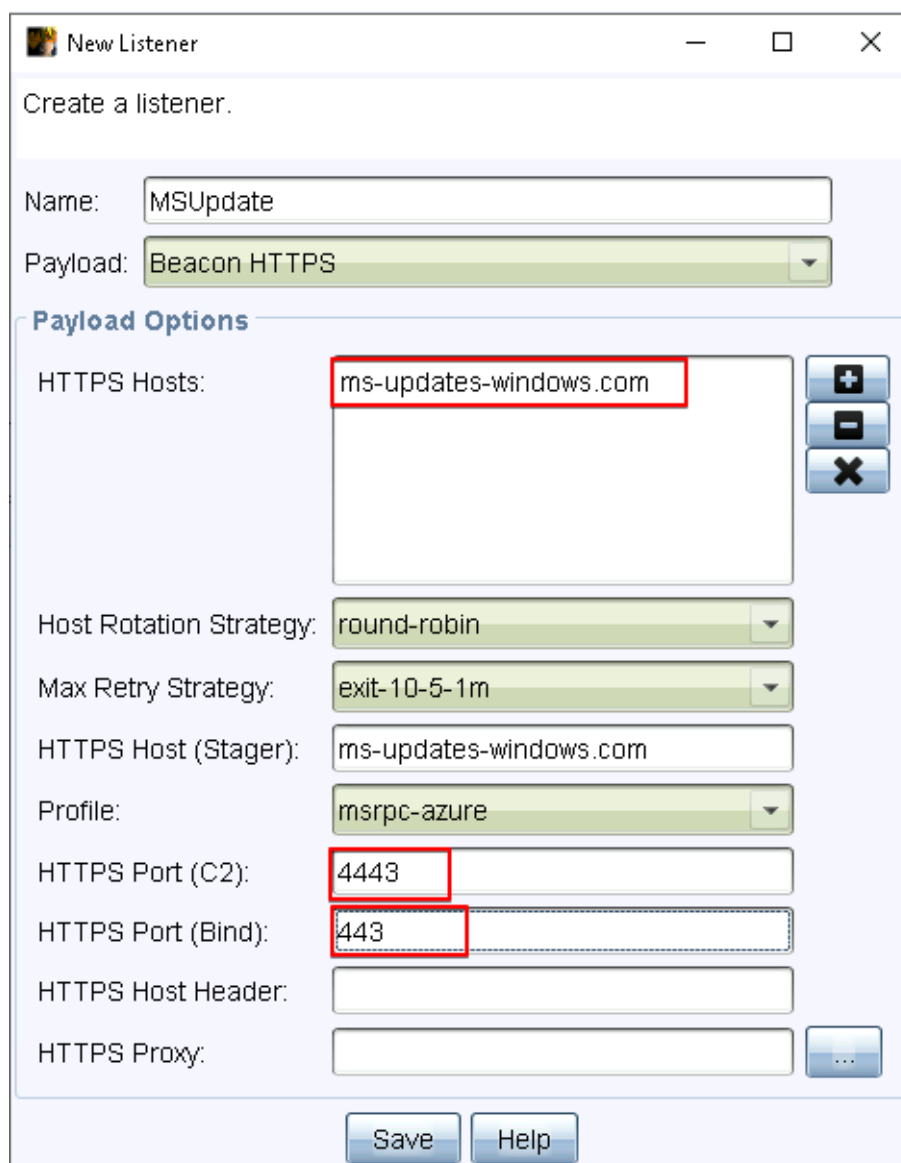 New Listener
Create a listener.
Name: MSUpdate
Payload: Beacon HTTPS
Payload Options
HTTPS Hosts: ms-updates-windows.com
Host Rotation Strategy: round-robin
Max Retry Strategy: exit-10-5-1m
HTTPS Host (Stager): ms-updates-windows.com
Profile: msrpc-azure
HTTPS Port (C2): 4443
HTTPS Port (Bind): 443
HTTPS Host Header:
HTTPS Proxy: ...
Save Help